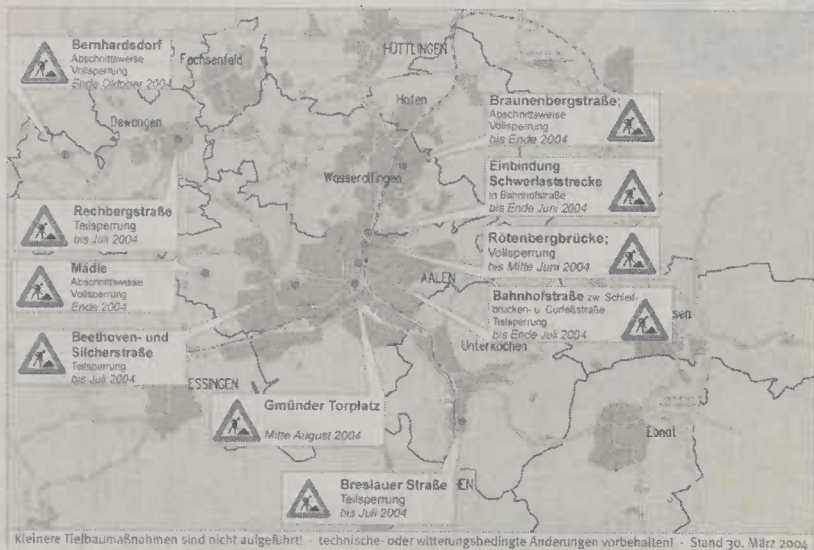 Bernhardsdorf
Abschnittsweise
Vollsperrung
Ende Oktober 2004
Fachsenfeld
HÜTTLINGEN
Hofen
Dewangen
Wasseralfingen
Braunenbergstraße;
Abschnittsweise
Vollsperrung
bis Ende 2004
Einbindung
Schwerlaststrecke
in Bahnhofstraße
bis Ende Juni 2004
Rechbergstraße
Teilsperrung
bis Juli 2004
Rötenbergbrücke;
Vollsperrung
bis Mitte Juni 2004
Mädle
Abschnittsweise
Vollsperrung
Ende 2004
AALEN
Bahnhofstraße zw. Schleif-
brücken- u. Curfeßstraße
Teilsperrung
bis Ende Juli 2004
sen
Unterkochen
Beethoven- und
Silcherstraße
Teilsperrung
bis Juli 2004
ESSINGEN
Gmünder Torplatz
Mitte August 2004
Ebnat
Breslauer Straße
Teilsperrung
bis Juli 2004
EN
Kleinere Tiefbaumaßnahmen sind nicht aufgeführt! - technische- oder witterungsbedingte Änderungen vorbehalten! - Stand 30. März 2004